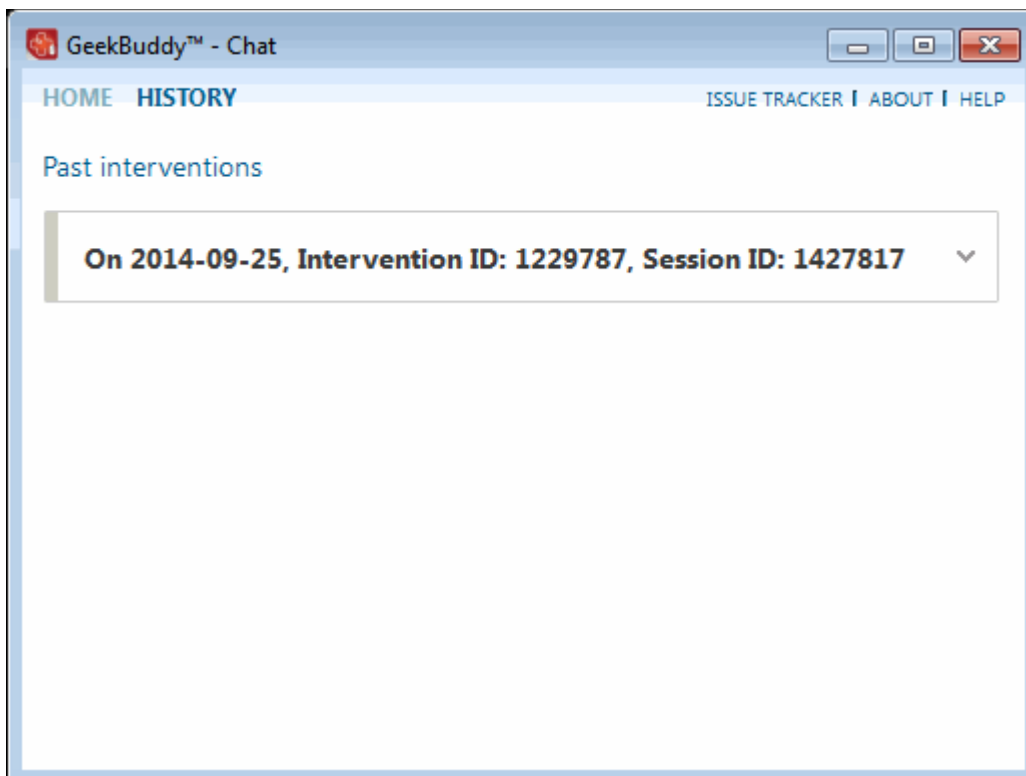 GeekBuddy™ - Chat
HOME HISTORY ISSUE TRACKER | ABOUT | HELP
Past interventions
On 2014-09-25, Intervention ID: 1229787, Session ID: 1427817